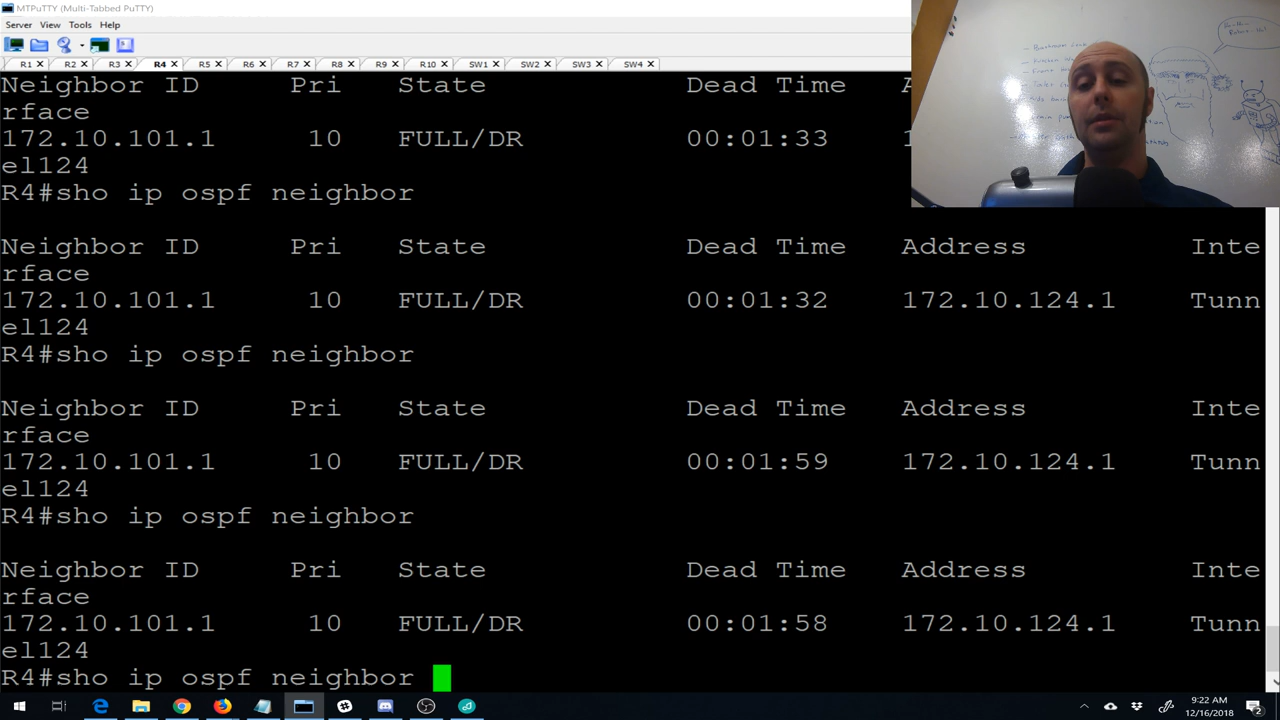 MTPuTTY (Multi-Tabbed PuTTY)
Server View Tools Help
R1 R2 R3 R4 R5 R6 R7 R8 R9 R10 SW1 SW2 SW3 SW4
Neighbor ID Pri State Dead Time
rface
172.10.101.1 10 FULL/DR 00:01:33
el124
R4#sho ip ospf neighbor
Neighbor ID Pri State Dead Time Address Inte
rface
172.10.101.1 10 FULL/DR 00:01:32 172.10.124.1 Tunn
el124
R4#sho ip ospf neighbor
Neighbor ID Pri State Dead Time Address Inte
rface
172.10.101.1 10 FULL/DR 00:01:59 172.10.124.1 Tunn
el124
R4#sho ip ospf neighbor
Neighbor ID Pri State Dead Time Address Inte
rface
172.10.101.1 10 FULL/DR 00:01:58 172.10.124.1 Tunn
el124
R4#sho ip ospf neighbor
9:22 AM
12/16/2018
2